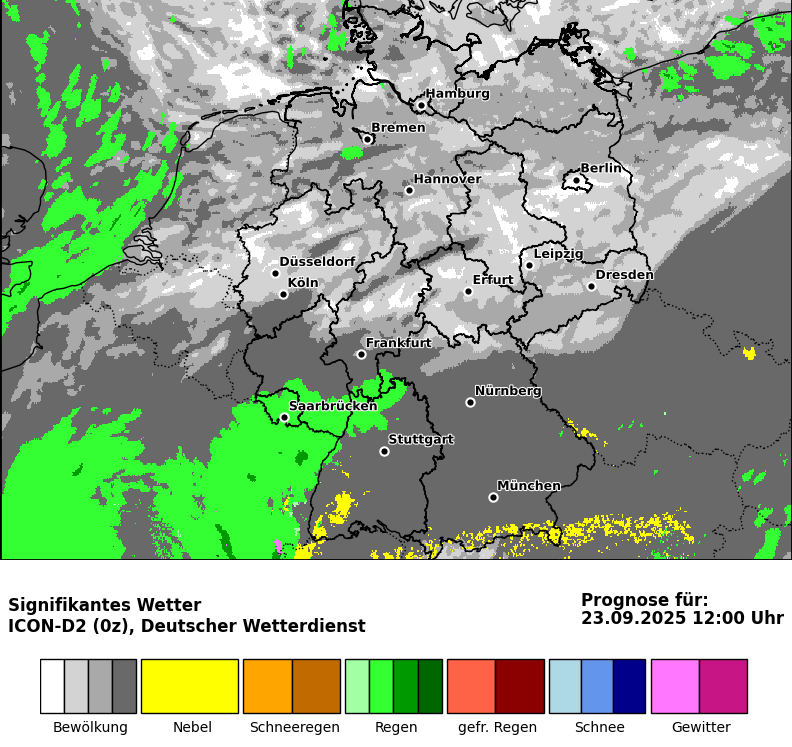 Hamburg
Bremen
Berlin
Hannover
Düsseldorf
Leipzig
Köln
Erfurt
Dresden
Frankfurt
Nürnberg
Saarbrücken
Stuttgart
München
Signifikantes Wetter
ICON-D2 (0z), Deutscher Wetterdienst
Prognose für:
23.09.2025 12:00 Uhr
Bewölkung Nebel Schneeregen Regen gefr. Regen Schnee Gewitter